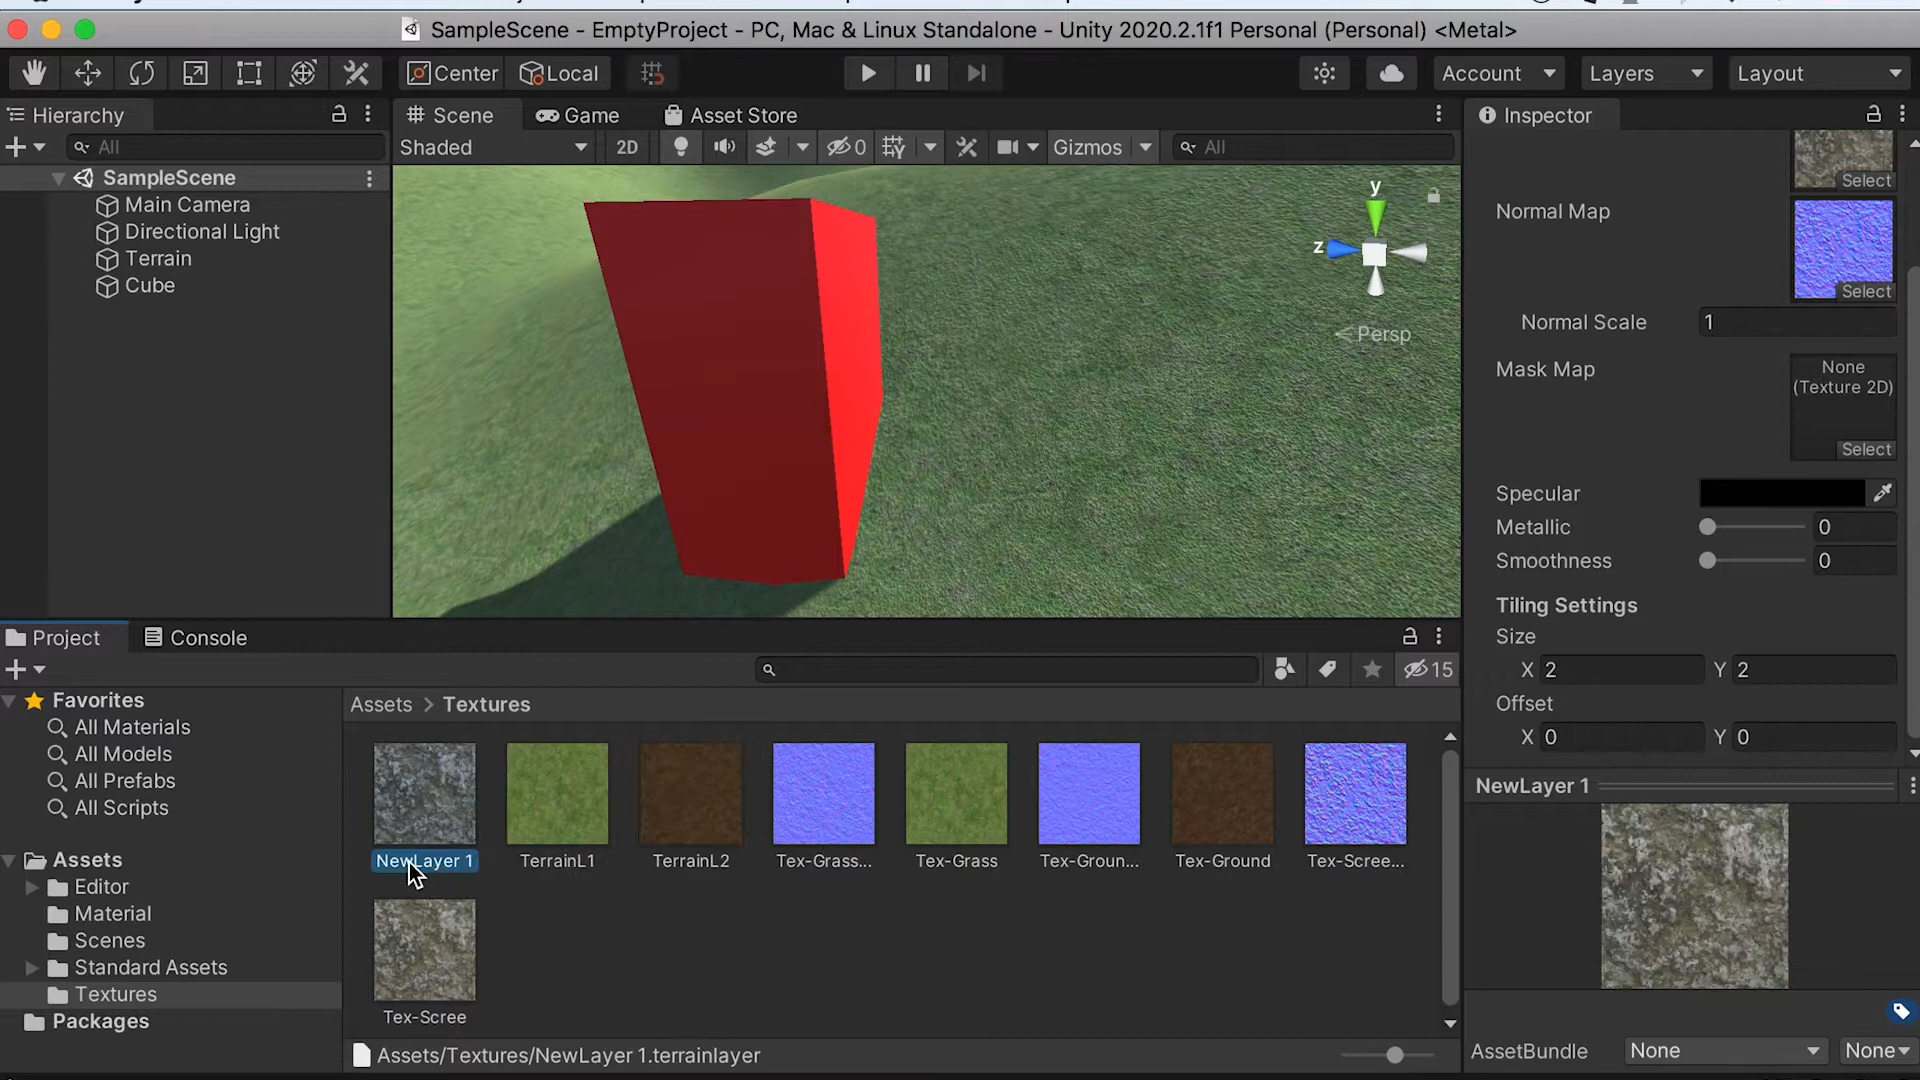 SampleScene - EmptyProject - PC, Mac & Linux Standalone - Unity 2020.2.1f1 Personal (Personal) <Metal>
Center
Local
Account
Layers
Layout
Hierarchy
All
SampleScene
Main Camera
Directional Light
Terrain
Cube
Scene
Game
Asset Store
Shaded
2D
0
Gizmos
All
y
z
Persp
Inspector
Select
Normal Map
Select
Normal Scale
1
Mask Map
None
(Texture 2D)
Select
Specular
Metallic
0
Smoothness
0
Tiling Settings
Size
X 2
Y 2
Offset
X 0
Y 0
Project
Console
15
Favorites
All Materials
All Models
All Prefabs
All Scripts
Assets
Editor
Material
Scenes
Standard Assets
Textures
Packages
Assets > Textures
NewLayer 1
TerrainL1
TerrainL2
Tex-Grass...
Tex-Grass
Tex-Groun...
Tex-Ground
Tex-Scree...
Tex-Scree
Assets/Textures/NewLayer 1.terrainlayer
NewLayer 1
AssetBundle
None
None